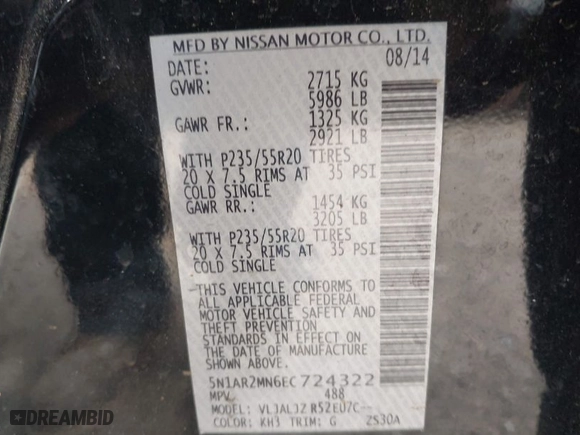 MFD BY NISSAN MOTOR CO., LTD.
DATE: 08/14
GVWR: 2715 KG
5986 LB
GAWR FR.: 1325 KG
2921 LB
WITH P235/55R20 TIRES
20 X 7.5 RIMS AT 35 PSI
COLD SINGLE
GAWR RR.: 1454 KG
3205 LB
WITH P235/55R20 TIRES
20 X 7.5 RIMS AT 35 PSI
COLD SINGLE
THIS VEHICLE CONFORMS TO
ALL APPLICABLE FEDERAL
MOTOR VEHICLE SAFETY AND
THEFT PREVENTION
STANDARDS IN EFFECT ON
THE DATE OF MANUFACTURE
SHOWN ABOVE.
5N1AR2MN6EC724322
MPV 488
MODEL: VLJALJZ R52E07C--
COLOR: KH3 TRIM: G ZS30A
DREAMBID